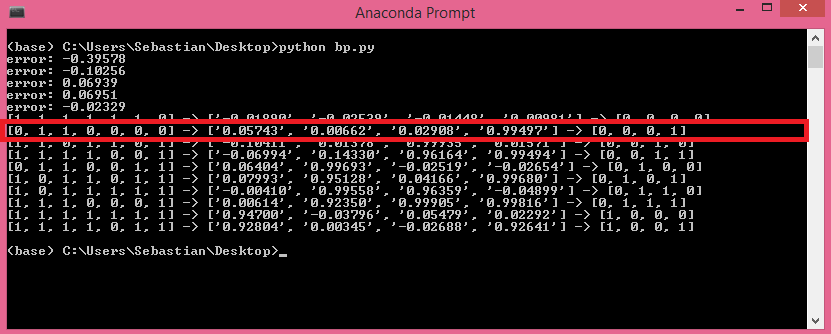 Anaconda Prompt
(base) C:\Users\Sebastian\Desktop>python bp.py
error: -0.39578
error: -0.10256
error: 0.06939
error: 0.06951
error: -0.02329
[1, 1, 1, 1, 1, 1, 0] -> ['-0.01890', '-0.02539', '-0.01448', '0.00981'] -> [0, 0, 0, 0]
[0, 1, 1, 0, 0, 0, 0] -> ['0.05743', '0.00662', '0.02908', '0.99497'] -> [0, 0, 0, 1]
[1, 1, 0, 1, 1, 0, 1] -> ['-0.10411', '0.01378', '0.99935', '0.01571'] -> [0, 0, 1, 0]
[1, 1, 1, 1, 0, 0, 1] -> ['-0.06994', '0.14330', '0.96164', '0.99494'] -> [0, 0, 1, 1]
[0, 1, 1, 0, 0, 1, 1] -> ['0.06404', '0.99693', '-0.02519', '-0.02654'] -> [0, 1, 0, 0]
[1, 0, 1, 1, 0, 1, 1] -> ['0.07993', '0.95128', '0.04166', '0.99680'] -> [0, 1, 0, 1]
[1, 0, 1, 1, 1, 1, 1] -> ['-0.00410', '0.99558', '0.96359', '-0.04899'] -> [0, 1, 1, 0]
[1, 1, 1, 0, 0, 0, 1] -> ['0.00614', '0.92350', '0.99905', '0.99816'] -> [0, 1, 1, 1]
[1, 1, 1, 1, 1, 1, 1] -> ['0.94700', '-0.03796', '0.05479', '0.02292'] -> [1, 0, 0, 0]
[1, 1, 1, 1, 0, 1, 1] -> ['0.92804', '0.00345', '-0.02688', '0.92641'] -> [1, 0, 0, 1]
(base) C:\Users\Sebastian\Desktop>_